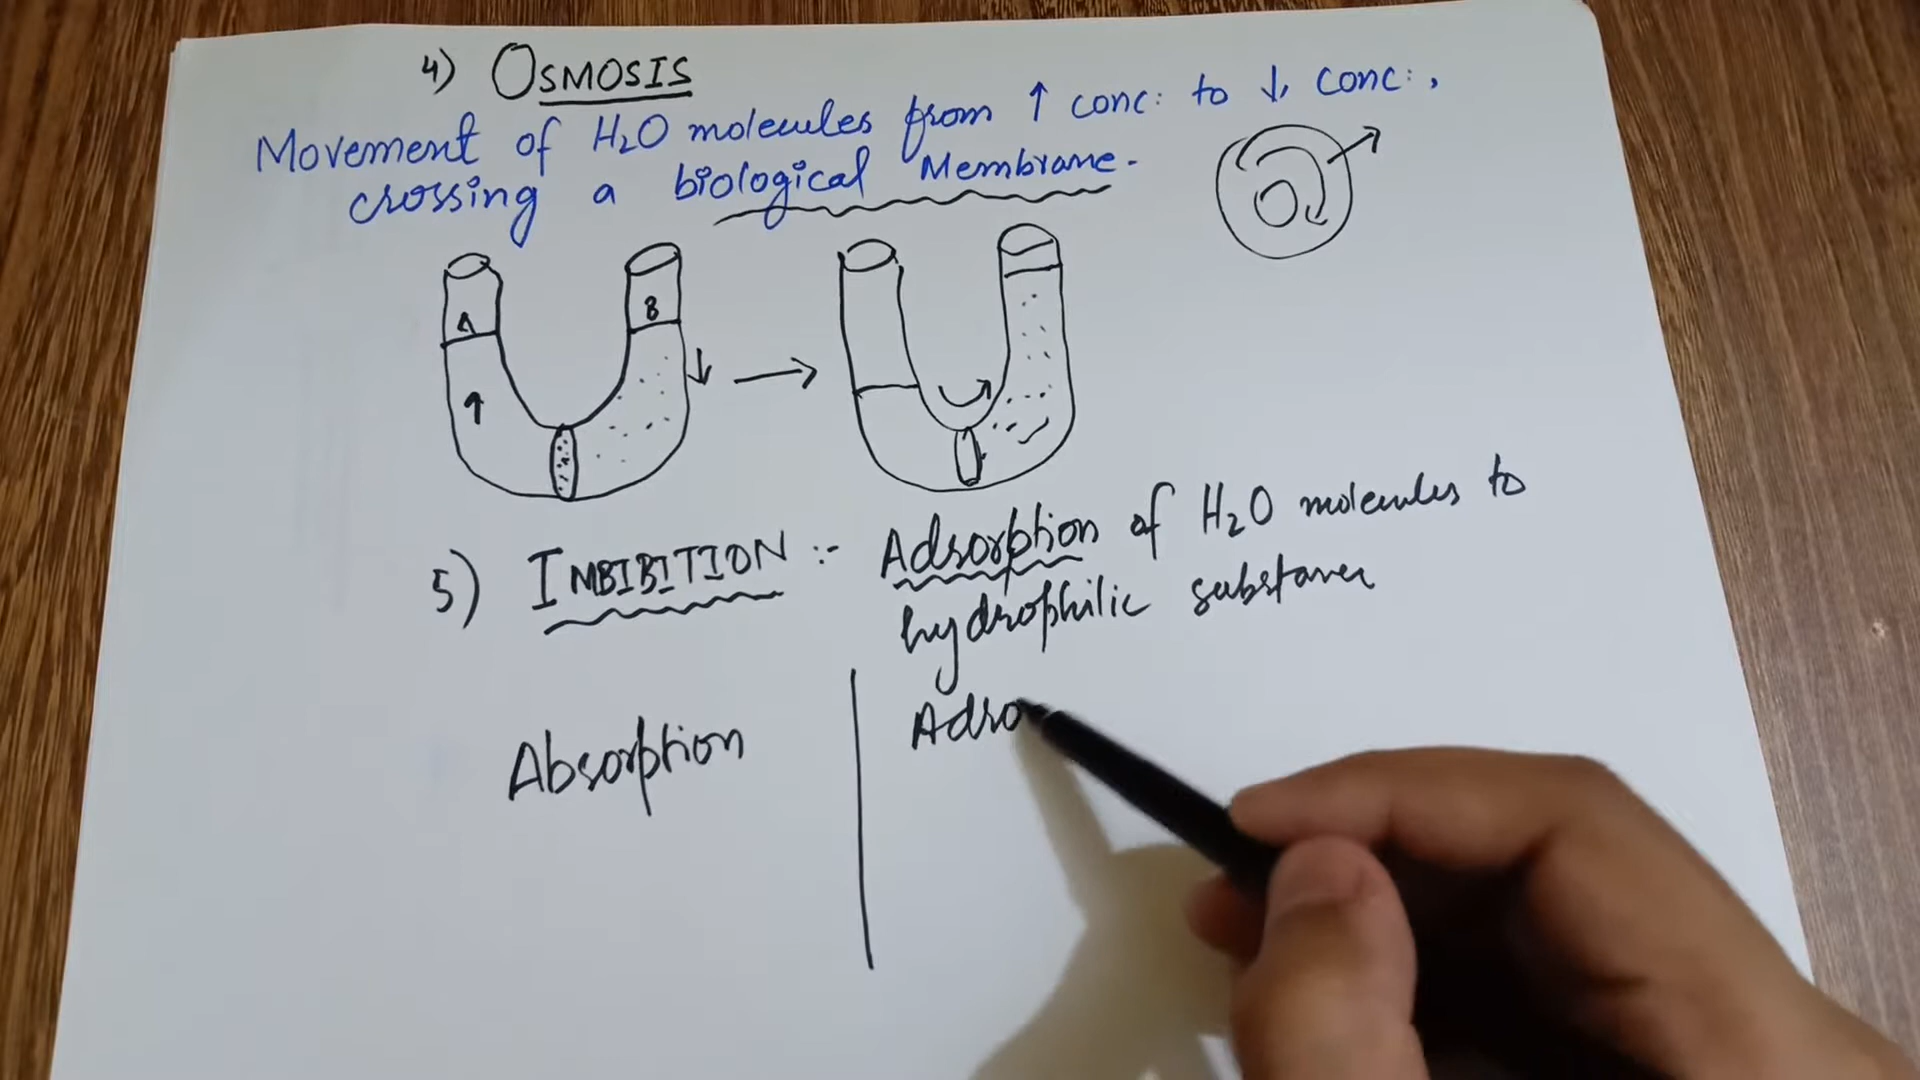 4) OSMOSIS
Movement of H₂O molecules from ↑ conc: to ↓ conc:,
crossing a biological Membrane.
A
B
↑
↓
→
5) IMBIBITION :- Adsorption of H₂O molecules to
hydrophilic substance
Absorption
Adso